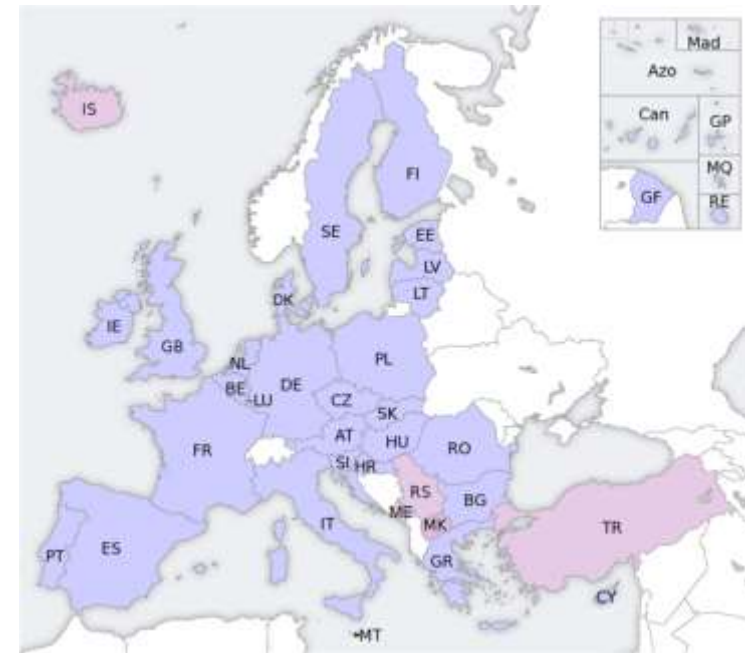 Mad
Azo
IS
Can
GP
MQ
FI
GF
RE
SE
EE
LV
DK
LT
IE
GB
NL
PL
BE
DE
LU
CZ
SK
AT
HU
FR
RO
SI
HR
RS
BG
ME
IT
MK
TR
PT
ES
GR
CY
MT